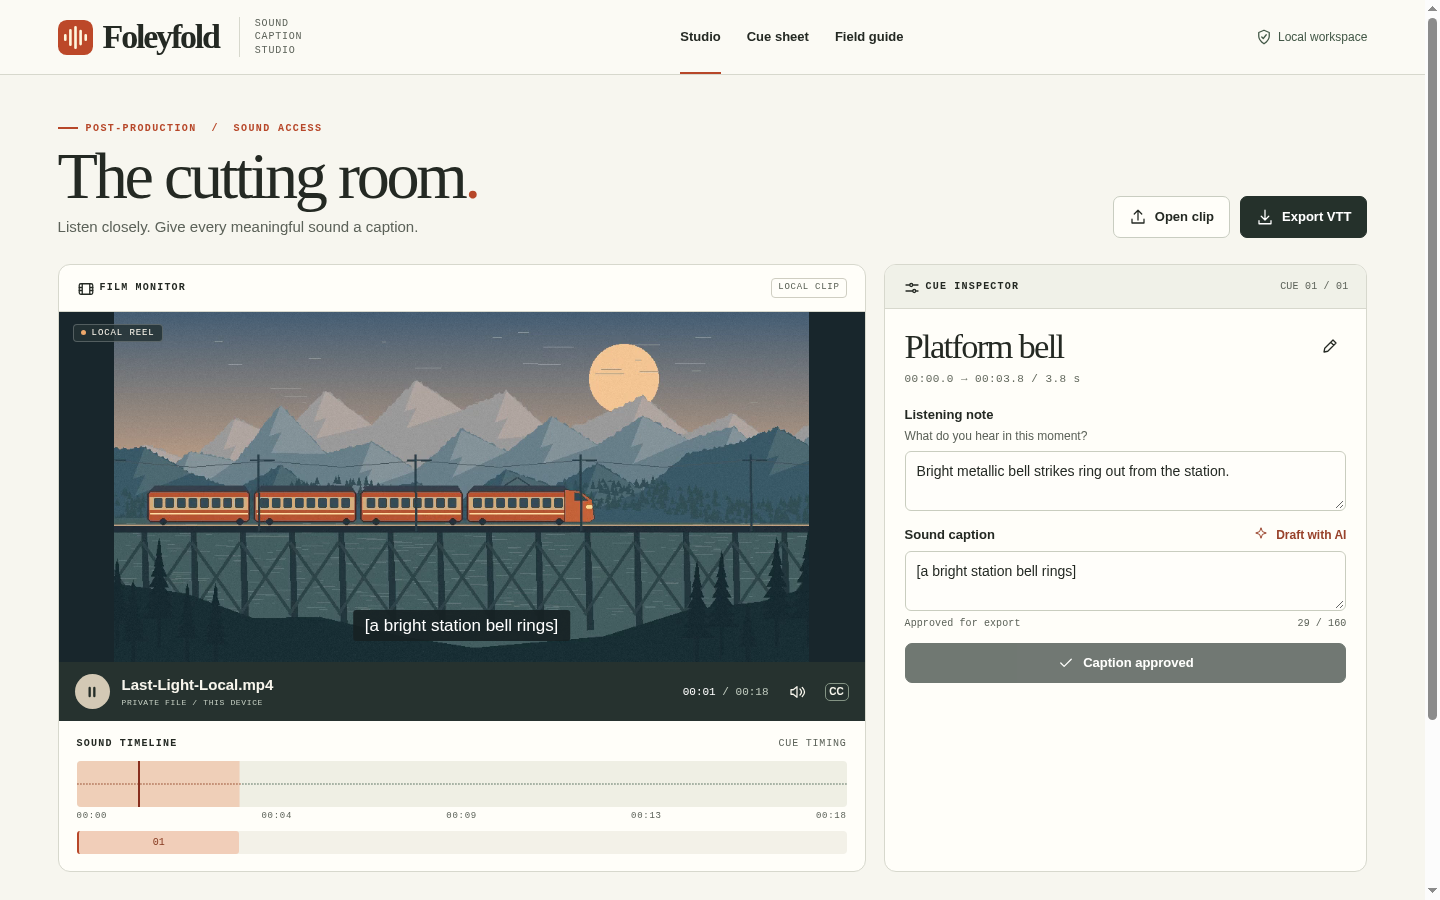 Foleyfold
SOUND
CAPTION
STUDIO
Studio
Cue sheet
Field guide
Local workspace
POST-PRODUCTION / SOUND ACCESS
The cutting room.
Listen closely. Give every meaningful sound a caption.
Open clip
Export VTT
FILM MONITOR
LOCAL CLIP
LOCAL REEL
[a bright station bell rings]
Last-Light-Local.mp4
PRIVATE FILE / THIS DEVICE
00:01 / 00:18
CC
SOUND TIMELINE
CUE TIMING
00:00 00:04 00:09 00:13 00:18
01
CUE INSPECTOR
CUE 01 / 01
Platform bell
00:00.0 → 00:03.8 / 3.8 s
Listening note
What do you hear in this moment?
Bright metallic bell strikes ring out from the station.
Sound caption
Draft with AI
[a bright station bell rings]
Approved for export
29 / 160
Caption approved